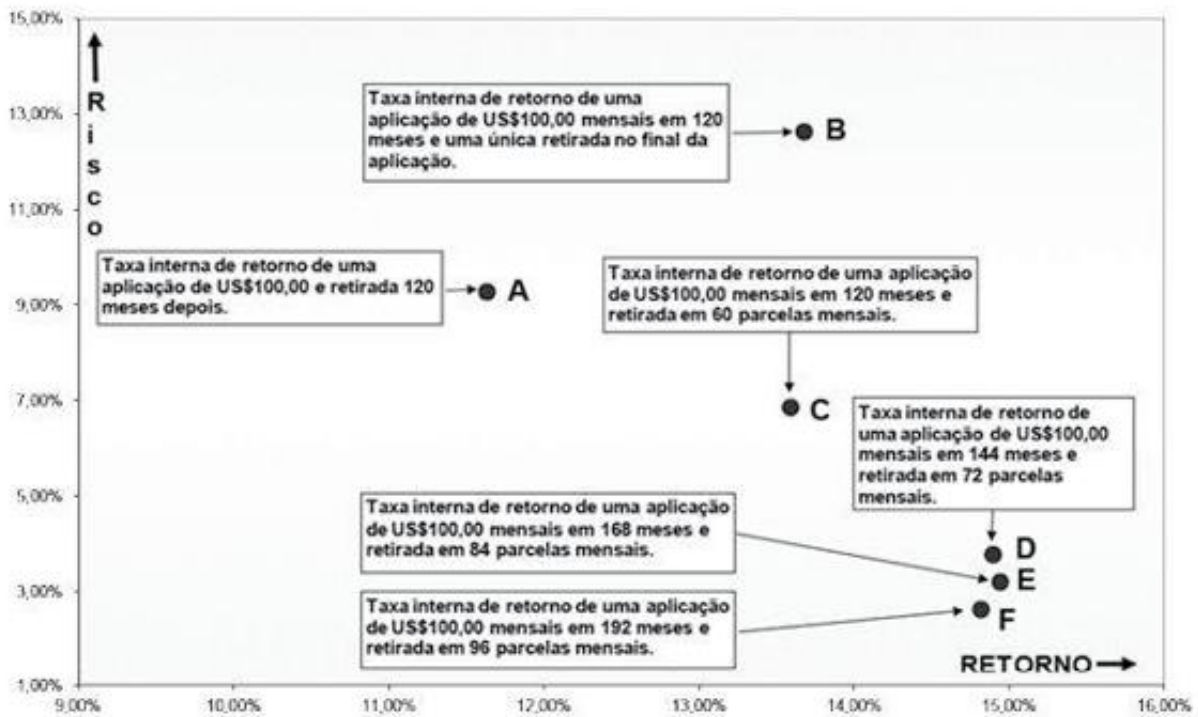 15,00%
R
i
s
c
o
13,00%
Taxa interna de retorno de uma
aplicação de US$100,00 mensais em 120
meses e uma única retirada no final da
aplicação.
B
11,00%
Taxa interna de retorno de uma
aplicação de US$100,00 e retirada 120
meses depois.
A
Taxa interna de retorno de uma aplicação
de US$100,00 mensais em 120 meses e
retirada em 60 parcelas mensais.
9,00%
7,00%
C
Taxa interna de retorno de
uma aplicação de US$100,00
mensais em 144 meses e
retirada em 72 parcelas
mensais.
5,00%
Taxa interna de retorno de uma aplicação
de US$100,00 mensais em 168 meses e
retirada em 84 parcelas mensais.
D
E
3,00%
Taxa interna de retorno de uma aplicação
de US$100,00 mensais em 192 meses e
retirada em 96 parcelas mensais.
F
RETORNO
1,00%
9,00% 10,00% 11,00% 12,00% 13,00% 14,00% 15,00% 16,00%